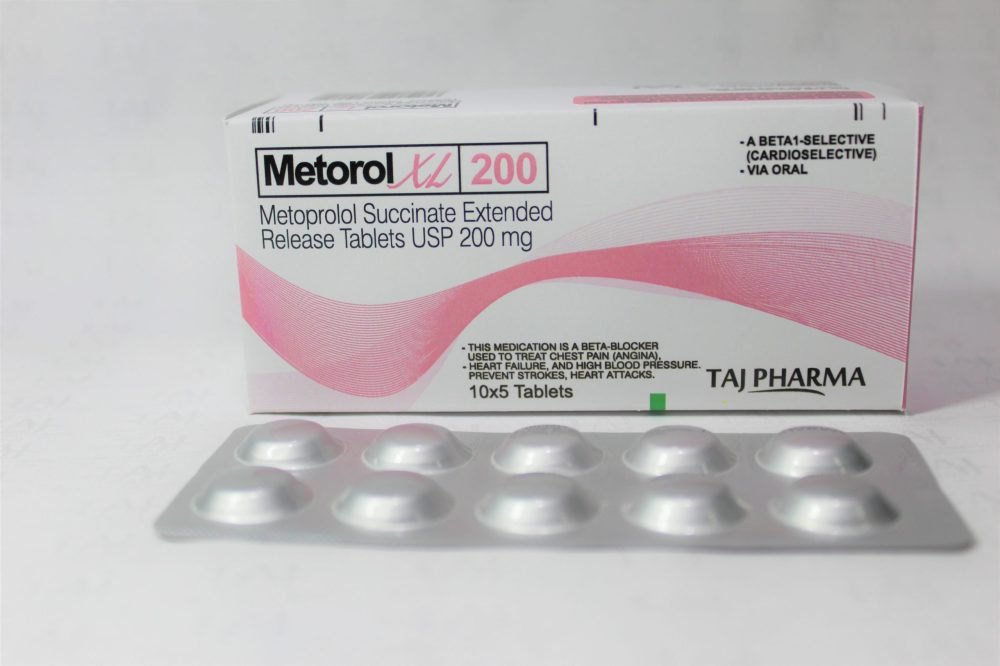 Metorol XL 200
Metoprolol Succinate Extended
Release Tablets USP 200 mg
- A BETA1-SELECTIVE
(CARDIOSELECTIVE)
- VIA ORAL
- THIS MEDICATION IS A BETA-BLOCKER
USED TO TREAT CHEST PAIN (ANGINA),
- HEART FAILURE, AND HIGH BLOOD PRESSURE.
PREVENT STROKES, HEART ATTACKS.
10x5 Tablets
TAJ PHARMA